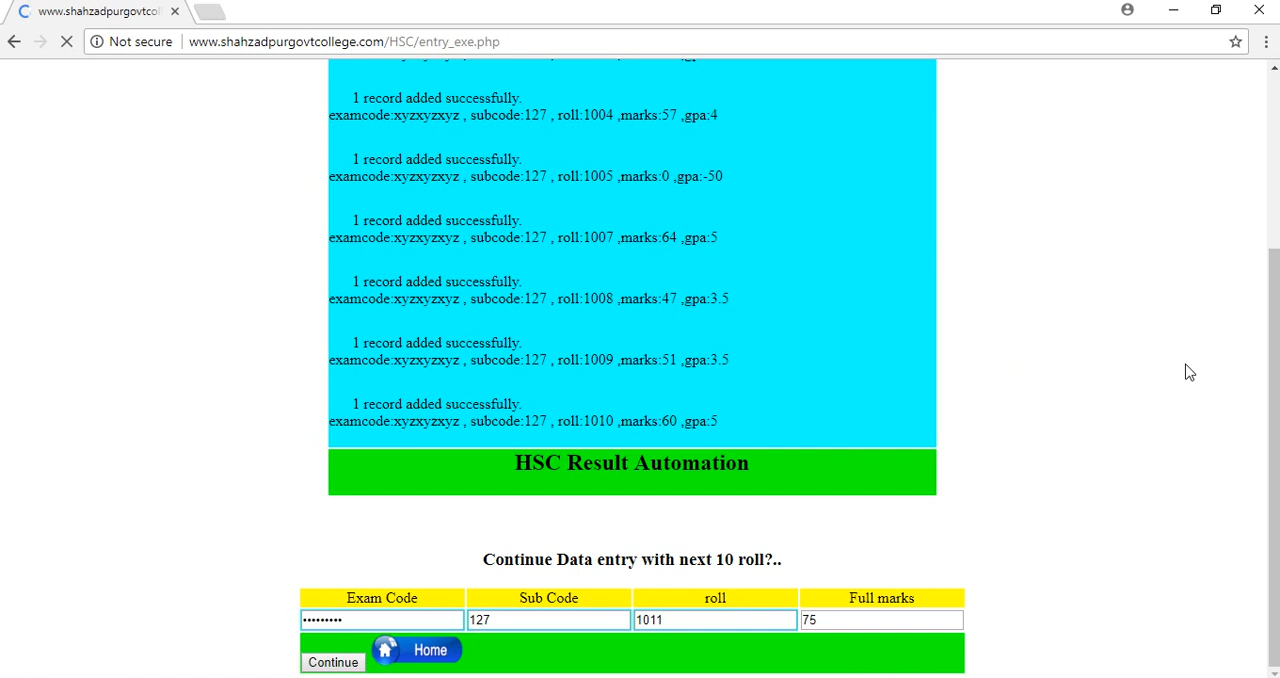 www.shahzadpurgovtcol
Not secure www.shahzadpurgovtcollege.com/HSC/entry_exe.php
1 record added successfully.
examcode:xyzxyzxyz , subcode:127 , roll:1004 ,marks:57 ,gpa:4
1 record added successfully.
examcode:xyzxyzxyz , subcode:127 , roll:1005 ,marks:0 ,gpa:-50
1 record added successfully.
examcode:xyzxyzxyz , subcode:127 , roll:1007 ,marks:64 ,gpa:5
1 record added successfully.
examcode:xyzxyzxyz , subcode:127 , roll:1008 ,marks:47 ,gpa:3.5
1 record added successfully.
examcode:xyzxyzxyz , subcode:127 , roll:1009 ,marks:51 ,gpa:3.5
1 record added successfully.
examcode:xyzxyzxyz , subcode:127 , roll:1010 ,marks:60 ,gpa:5
HSC Result Automation
Continue Data entry with next 10 roll?..
Exam Code Sub Code roll Full marks
••••••••• 127 1011 75
Continue Home